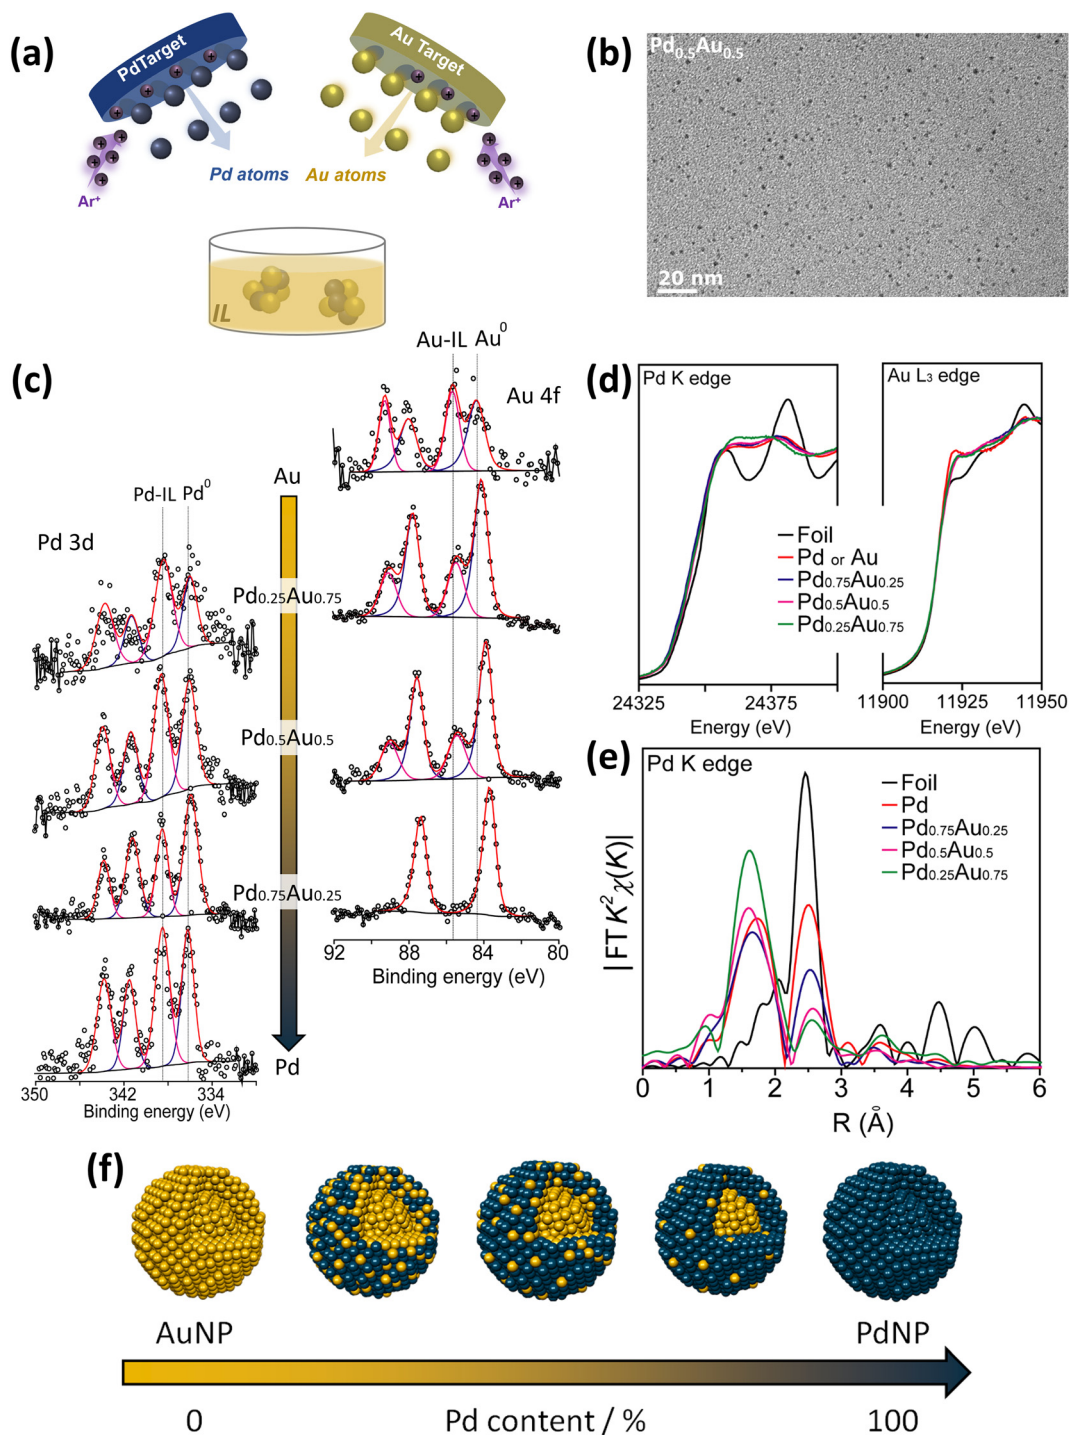 (a)
PdTarget
Au Target
Pd atoms
Au atoms
Ar⁺
Ar⁺
IL
(b)
Pd₀.₅Au₀.₅
20 nm
(c)
Au-IL
Au⁰
Au 4f
Au
Pd-IL
Pd⁰
Pd 3d
Pd₀.₂₅Au₀.₇₅
Pd₀.₅Au₀.₅
Pd₀.₇₅Au₀.₂₅
Pd
92 88 84 80
Binding energy (eV)
350 342 334
Binding energy (eV)
(d)
Pd K edge
Au L₃ edge
Foil
Pd or Au
Pd₀.₇₅Au₀.₂₅
Pd₀.₅Au₀.₅
Pd₀.₂₅Au₀.₇₅
24325 24375
Energy (eV)
11900 11925 11950
Energy (eV)
(e)
Pd K edge
Foil
Pd
Pd₀.₇₅Au₀.₂₅
Pd₀.₅Au₀.₅
Pd₀.₂₅Au₀.₇₅
|FTK²χ(K)|
0 1 2 3 4 5 6
R (Å)
(f)
AuNP
PdNP
0
Pd content / %
100